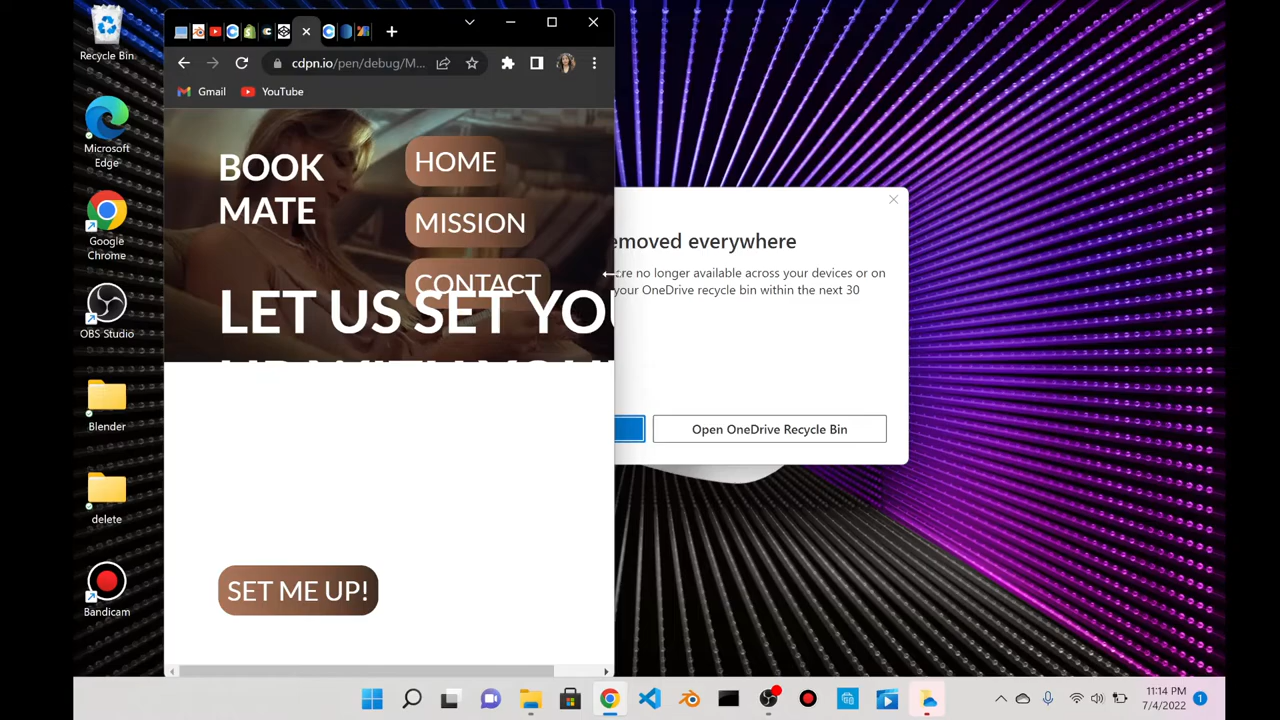 Recycle Bin
Microsoft
Edge
Google
Chrome
OBS Studio
Blender
delete
Bandicam
cdpn.io/pen/debug/M...
Gmail
YouTube
BOOK
MATE
HOME
MISSION
CONTACT
LET US SET YOU
SET ME UP!
emoved everywhere
re no longer available across your devices or on
your OneDrive recycle bin within the next 30
Open OneDrive Recycle Bin
11:14 PM
7/4/2022
1